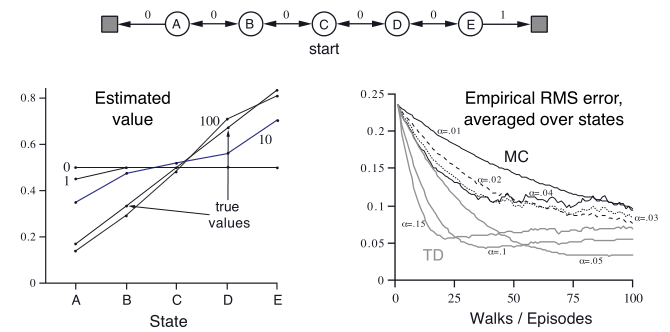 0 0 0 0 0 1
A B C D E
start
Estimated
value
0.8
0.6
0.4
0.2
0
0
1
100
10
true
values
A B C D E
State
Empirical RMS error,
averaged over states
0.25
0.2
0.15
0.1
0.05
0
α=.01
MC
α=.02
α=.04
α=.03
α=.15
TD
α=.1
α=.05
0 25 50 75 100
Walks / Episodes